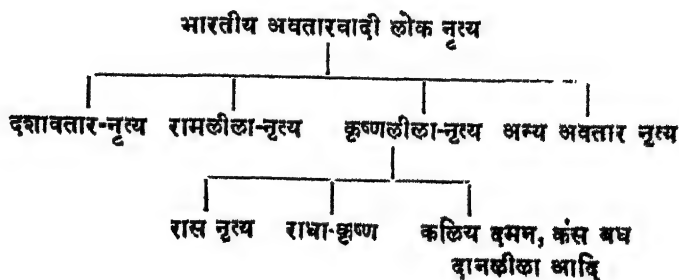 भारतीय अवतारवादी लोक नृत्य
दशावतार-नृत्य रामलीला-नृत्य कृष्णलीला-नृत्य अन्य अवतार नृत्य
रास नृत्य राधा-कृष्ण कलिय दमन, कंस बध
दानलीला आदि